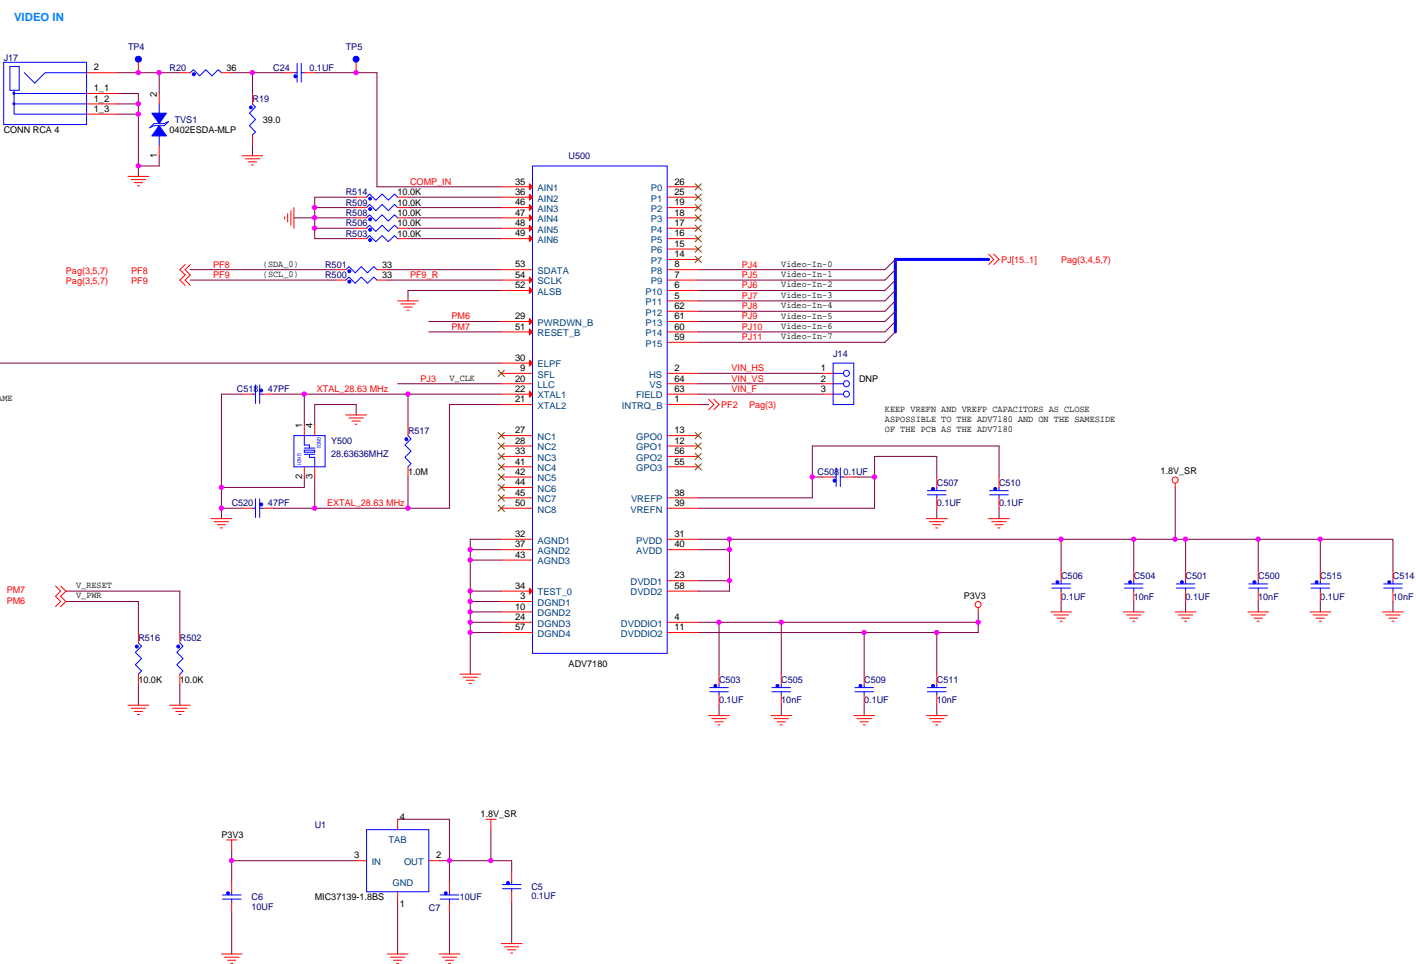 VIDEO IN
TP4
TP5
J17
2
R20
36
C24
0.1UF
1_1
1_2
1_3
2
R19
TVS1
39.0
CONN RCA 4
0402ESDA-MLP
1
U500
COMP_IN
35
AIN1
P0
26
R514
10.0K
36
AIN2
P1
25
R509
10.0K
46
AIN3
P2
19
R508
10.0K
47
AIN4
P3
18
R506
10.0K
48
AIN5
P4
17
R503
10.0K
49
AIN6
P5
16
P6
15
P7
14
Pag(3,5,7)
PF8
PF8
(SDA_0)
R501
33
53
SDATA
P8
8
PJ4
Video-In-0
PJ[15..1]
Pag(3,4,5,7)
Pag(3,5,7)
PF9
PF9
(SCL_0)
R500
33
PF9_R
54
SCLK
P9
7
PJ5
Video-In-1
52
ALSB
P10
6
PJ6
Video-In-2
P11
5
PJ7
Video-In-3
P12
62
PJ8
Video-In-4
PM6
29
PWRDWN_B
P13
61
PJ9
Video-In-5
PM7
51
RESET_B
P14
60
PJ10
Video-In-6
P15
59
PJ11
Video-In-7
J14
30
ELPF
9
SFL
HS
2
VIN_HS
1
PJ3
V_CLK
20
LLC
VS
64
VIN_VS
2
DNP
C518
47PF
XTAL_28.63 MHz
22
XTAL1
FIELD
63
VIN_F
3
AME
21
XTAL2
INTRQ_B
1
PF2
Pag(3)
KEEP VREFN AND VREFP CAPACITORS AS CLOSE
ASPOSSIBLE TO THE ADV7180 AND ON THE SAMESIDE
OF THE PCB AS THE ADV7180
1
4
GND2
GND1
Y500
28.63636MHZ
2
3
R517
1.0M
27
NC1
GPO0
13
28
NC2
GPO1
12
33
NC3
GPO2
56
41
NC4
GPO3
55
42
NC5
44
NC6
45
NC7
VREFP
38
50
NC8
VREFN
39
C508
0.1UF
C507
0.1UF
C510
0.1UF
1.8V_SR
C520
47PF
EXTAL_28.63 MHz
32
AGND1
PVDD
31
37
AGND2
AVDD
40
43
AGND3
34
TEST_0
DVDD1
23
3
DGND1
DVDD2
58
10
DGND2
24
DGND3
DVDDIO1
4
57
DGND4
DVDDIO2
11
P3V3
C506
0.1UF
C504
10nF
C501
0.1UF
C500
10nF
C515
0.1UF
C514
10nF
PM7
V_RESET
PM6
V_PWR
R516
10.0K
R502
10.0K
ADV7180
C503
0.1UF
C505
10nF
C509
0.1UF
C511
10nF
U1
4
1.8V_SR
P3V3
TAB
3
IN
OUT
2
GND
C6
10UF
MIC37139-1.8BS
1
C7
10UF
C5
0.1UF